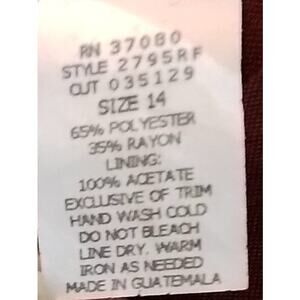 RN 37080
STYLE 2795RF
CUT 035129
SIZE 14
65% POLYESTER
35% RAYON
LINING:
100% ACETATE
EXCLUSIVE OF TRIM
HAND WASH COLD
DO NOT BLEACH
LINE DRY. WARM
IRON AS NEEDED
MADE IN GUATEMALA